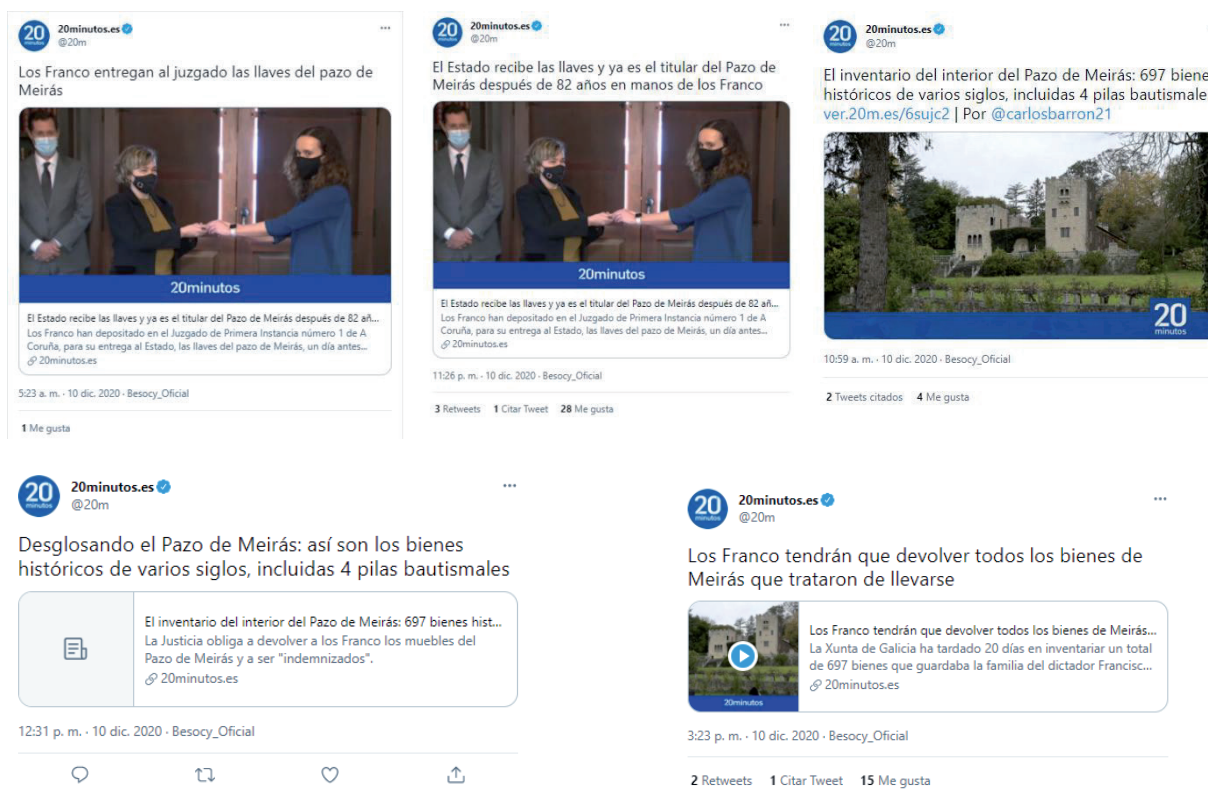 20minutos.es
@20m
Los Franco entregan al juzgado las llaves del pazo de
Meirás
20minutos
El Estado recibe las llaves y ya es el titular del Pazo de Meirás después de 82 añ...
Los Franco han depositado en el Juzgado de Primera Instancia número 1 de A
Coruña, para su entrega al Estado, las llaves del pazo de Meirás, un día antes...
20minutos.es
5:23 a. m. · 10 dic. 2020 · Besocy_Oficial
1 Me gusta
20minutos.es
@20m
El Estado recibe las llaves y ya es el titular del Pazo de
Meirás después de 82 años en manos de los Franco
20minutos
El Estado recibe las llaves y ya es el titular del Pazo de Meirás después de 82 añ...
Los Franco han depositado en el Juzgado de Primera Instancia número 1 de A
Coruña, para su entrega al Estado, las llaves del pazo de Meirás, un día antes...
20minutos.es
11:26 p. m. · 10 dic. 2020 · Besocy_Oficial
3 Retweets 1 Citar Tweet 28 Me gusta
20minutos.es
@20m
El inventario del interior del Pazo de Meirás: 697 biene
históricos de varios siglos, incluidas 4 pilas bautismale
ver.20m.es/6sujc2 | Por @carlosbarron21
20
minutos
10:59 a. m. · 10 dic. 2020 · Besocy_Oficial
2 Tweets citados 4 Me gusta
20
minutos
20minutos.es
@20m
Desglosando el Pazo de Meirás: así son los bienes
históricos de varios siglos, incluidas 4 pilas bautismales
El inventario del interior del Pazo de Meirás: 697 bienes hist...
La Justicia obliga a devolver a los Franco los muebles del
Pazo de Meirás y a ser "indemnizados".
20minutos.es
12:31 p. m. · 10 dic. 2020 · Besocy_Oficial
20
minutos
20minutos.es
@20m
Los Franco tendrán que devolver todos los bienes de
Meirás que trataron de llevarse
20minutos
Los Franco tendrán que devolver todos los bienes de Meirás...
La Xunta de Galicia ha tardado 20 días en inventariar un total
de 697 bienes que guardaba la familia del dictador Francisc...
20minutos.es
3:23 p. m. · 10 dic. 2020 · Besocy_Oficial
2 Retweets 1 Citar Tweet 15 Me gusta